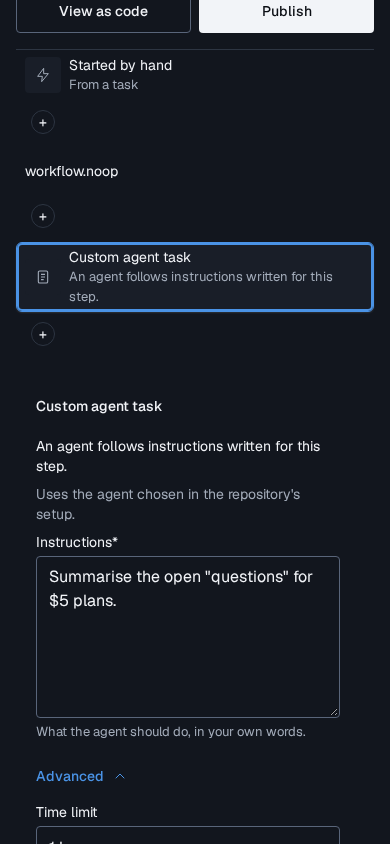 View as code
Publish
Started by hand
From a task
workflow.noop
Custom agent task
An agent follows instructions written for this
step.
Custom agent task
An agent follows instructions written for this
step.
Uses the agent chosen in the repository's
setup.
Instructions*
Summarise the open "questions" for
$5 plans.
What the agent should do, in your own words.
Advanced
Time limit